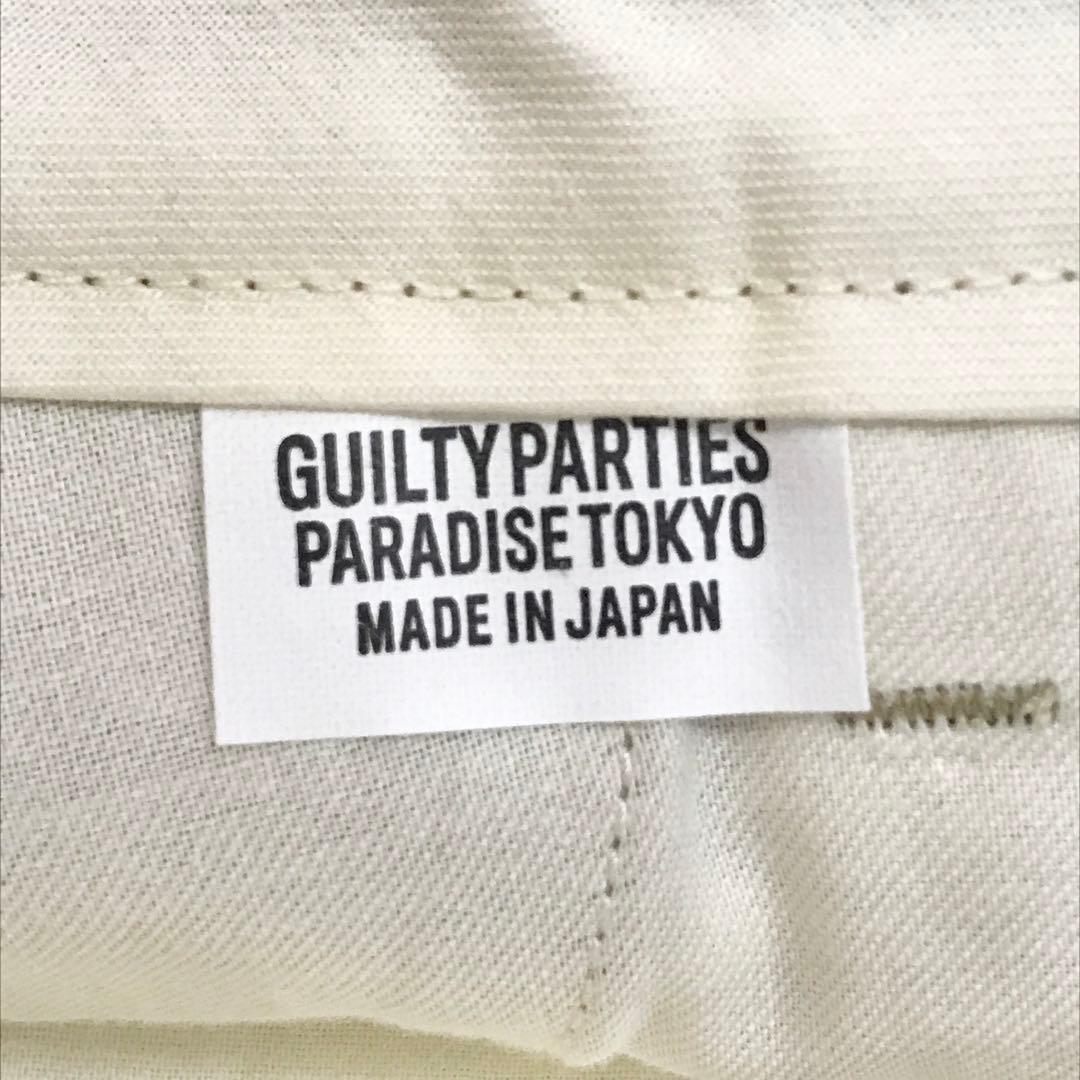 GUILTY PARTIES
PARADISE TOKYO
MADE IN JAPAN